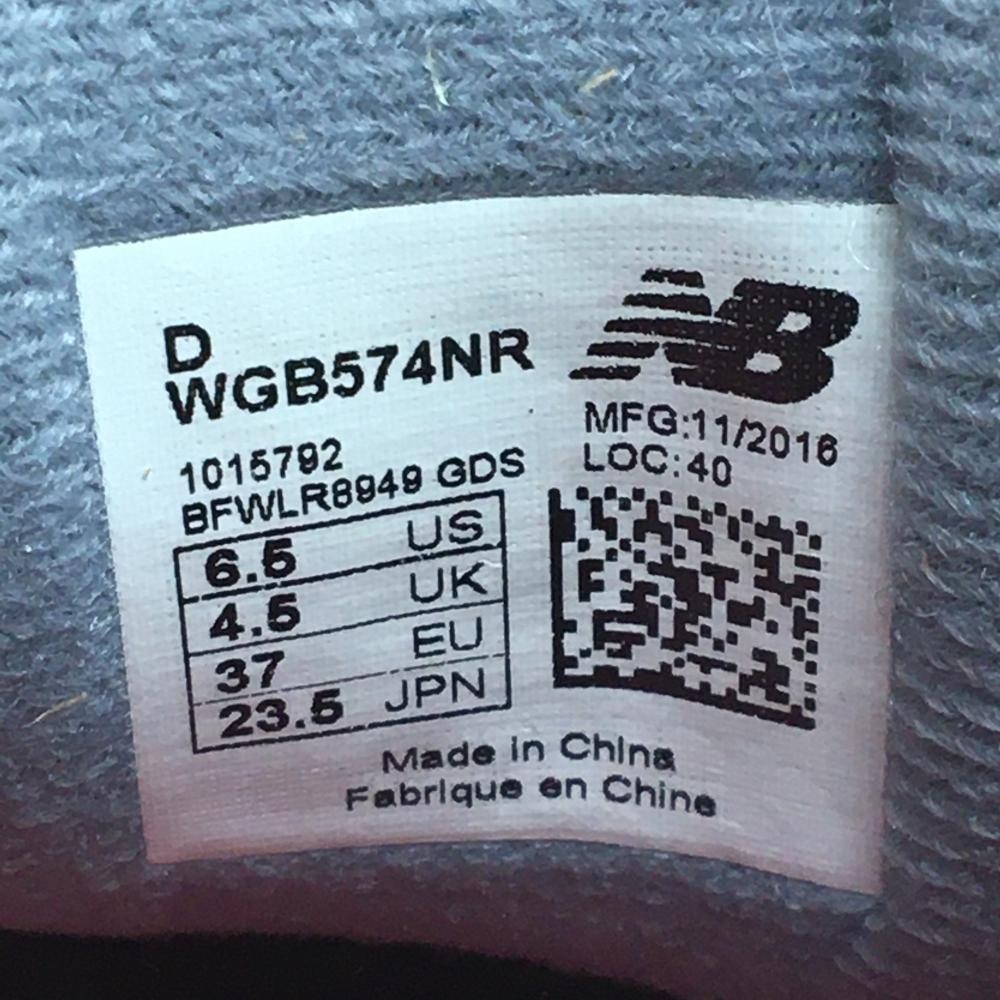 D
WGB574NR
NB
MFG:11/2016
LOC:40
1015792
BFWLR8949 GDS
6.5 US
4.5 UK
37 EU
23.5 JPN
Made in China
Fabrique en Chine